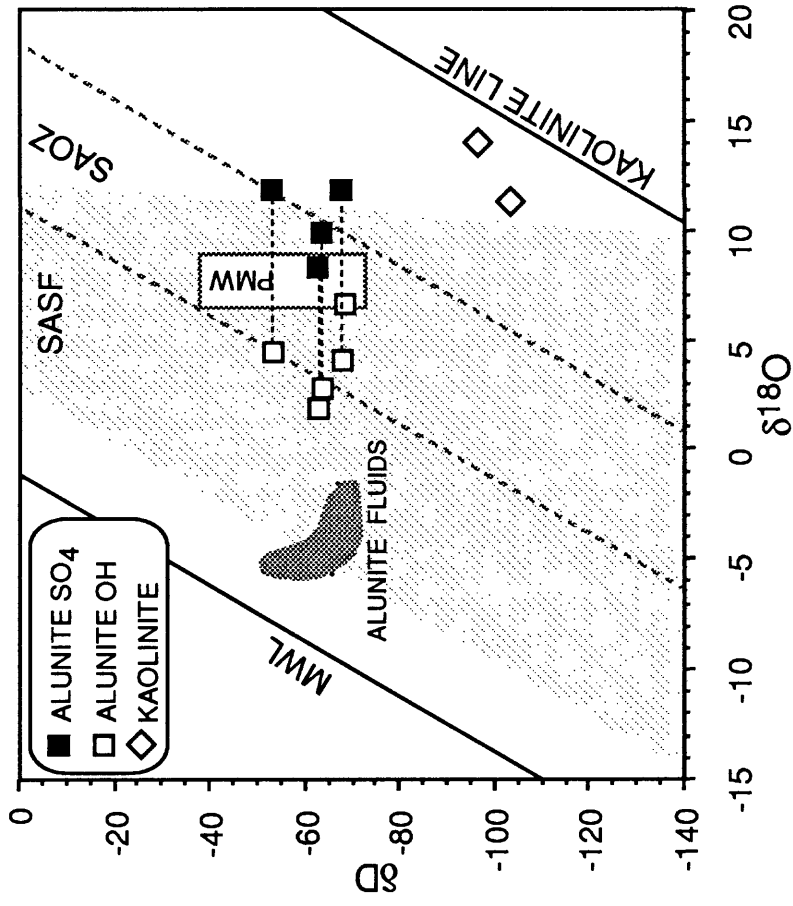 ALUNITE SO4
ALUNITE OH
KAOLINITE
SASF
SAOZ
MWL
PMW
ALUNITE FLUIDS
KAOLINITE LINE
δD
0
-20
-40
-60
-80
-100
-120
-140
-15
-10
-5
0
5
10
15
20
δ18O